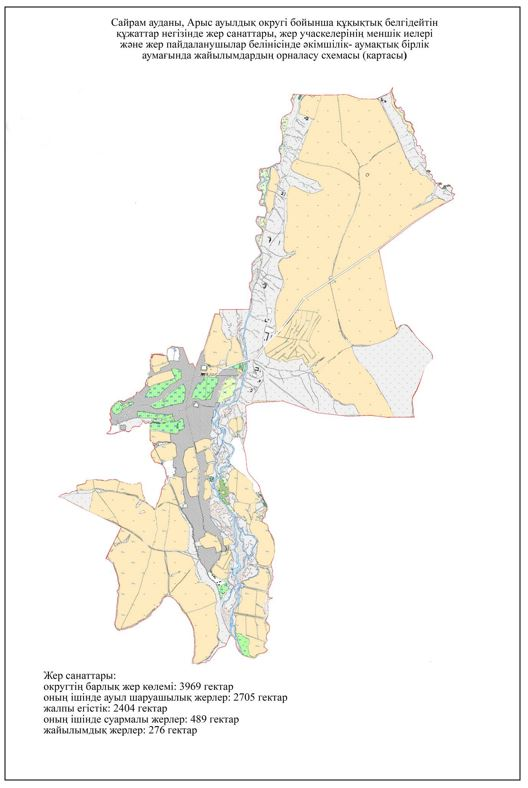 Сайрам ауданы, Арыс ауылдық округі бойынша құқықтық белгідейтін
құжаттар негізінде жер санаттары, жер учаскелерінің меншік иелері
және жер пайдаланушылар белінісінде әкімшілік- аумақтық бірлік
аумағында жайылымдардың орналасу схемасы (картасы)
Жер санаттары:
округтің барлық жер көлемі: 3969 гектар
оның ішінде ауыл шаруашылық жерлер: 2705 гектар
жалпы егістік: 2404 гектар
оның ішінде суармалы жерлер: 489 гектар
жайылымдық жерлер: 276 гектар